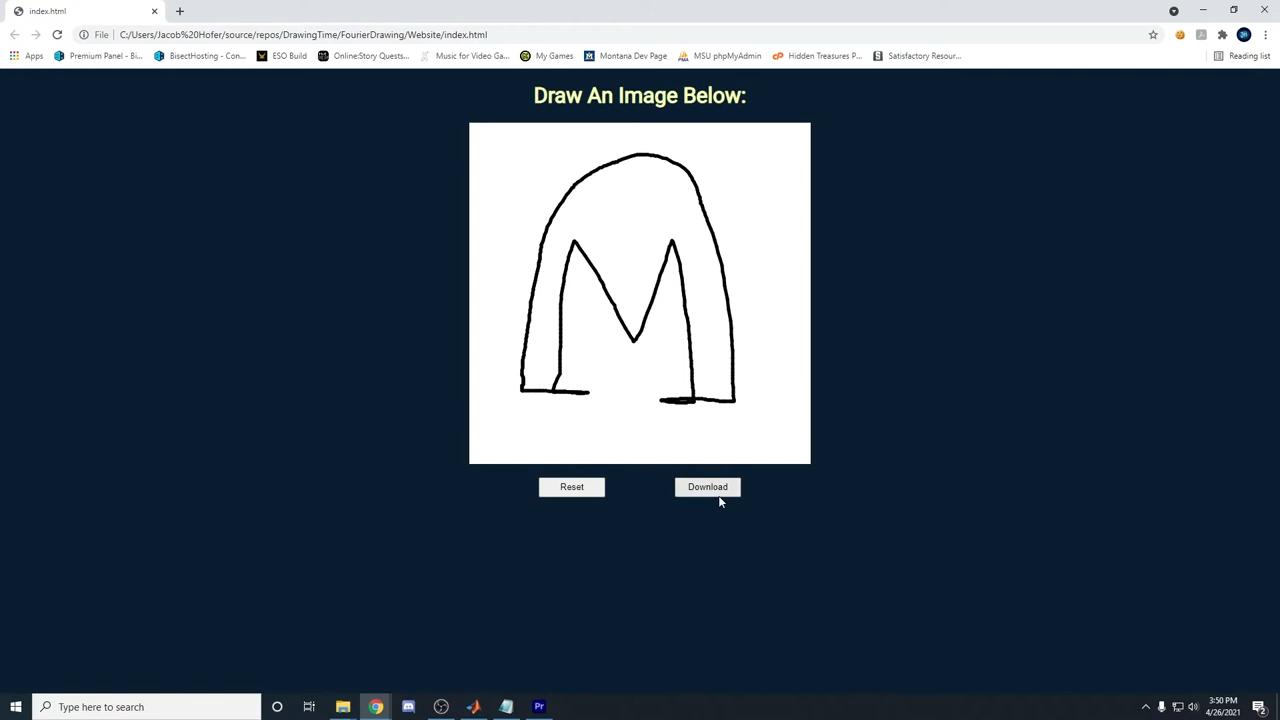 index.html
File
C:/Users/Jacob%20Hofer/source/repos/DrawingTime/FourierDrawing/Website/index.html
Apps
Premium Panel - Bi...
BisectHosting - Con...
ESO Build
Online:Story Quests...
Music for Video Ga...
My Games
Montana Dev Page
MSU phpMyAdmin
Hidden Treasures P...
Satisfactory Resour...
Reading list
Draw An Image Below:
Reset
Download
Type here to search
Pr
3:50 PM
4/26/2021
2